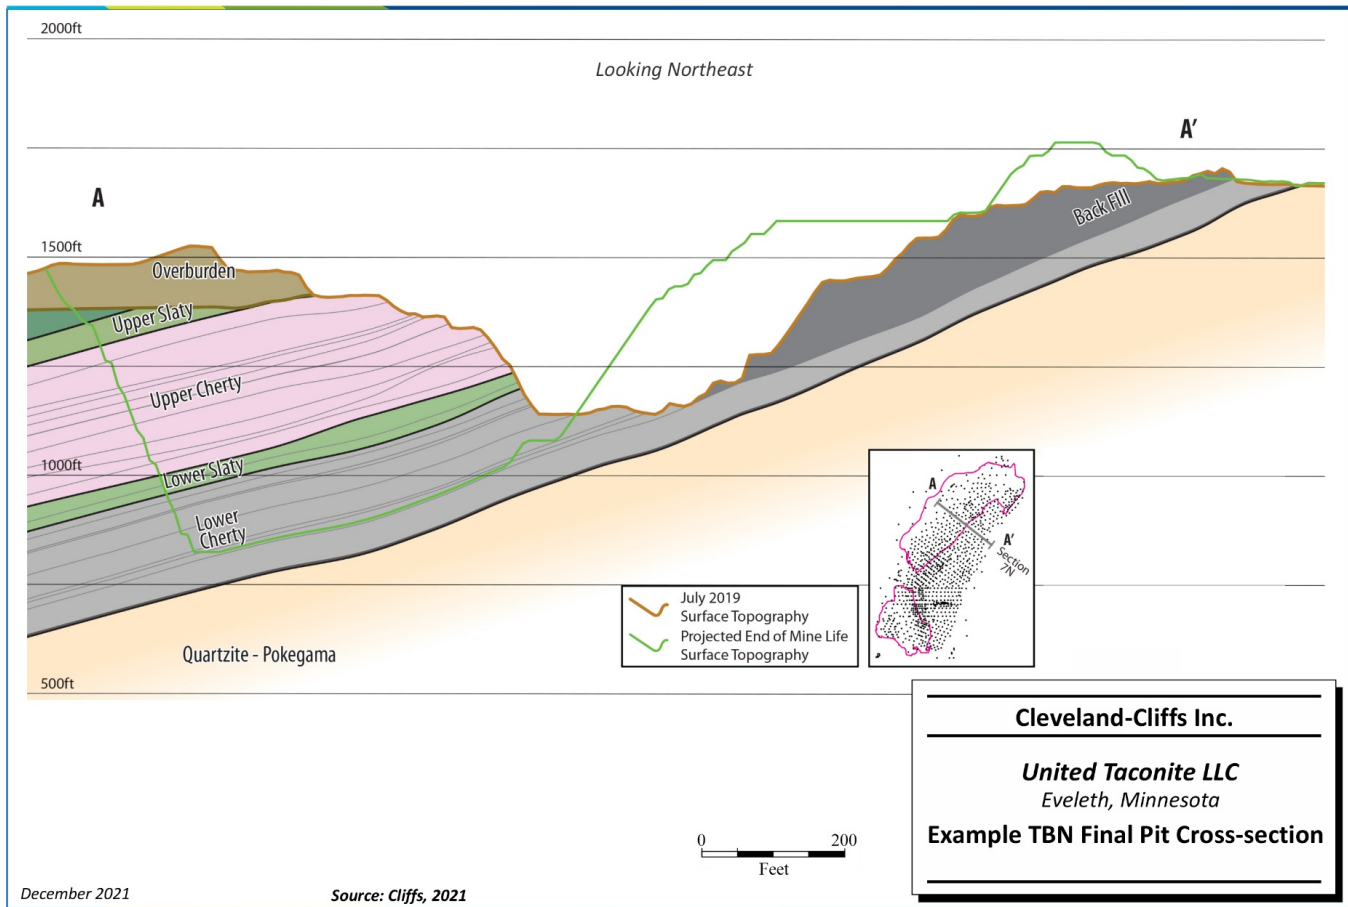 2000ft
Looking Northeast
A'
A
1500ft
Overburden
Back FIll
Upper Slaty
Upper Cherty
1000ft
Lower Slaty
Lower
Cherty
A
A'
Section
7N
July 2019
Surface Topography
Projected End of Mine Life
Surface Topography
Quartzite - Pokegama
500ft
Cleveland-Cliffs Inc.
United Taconite LLC
Eveleth, Minnesota
Example TBN Final Pit Cross-section
0 200
Feet
December 2021
Source: Cliffs, 2021